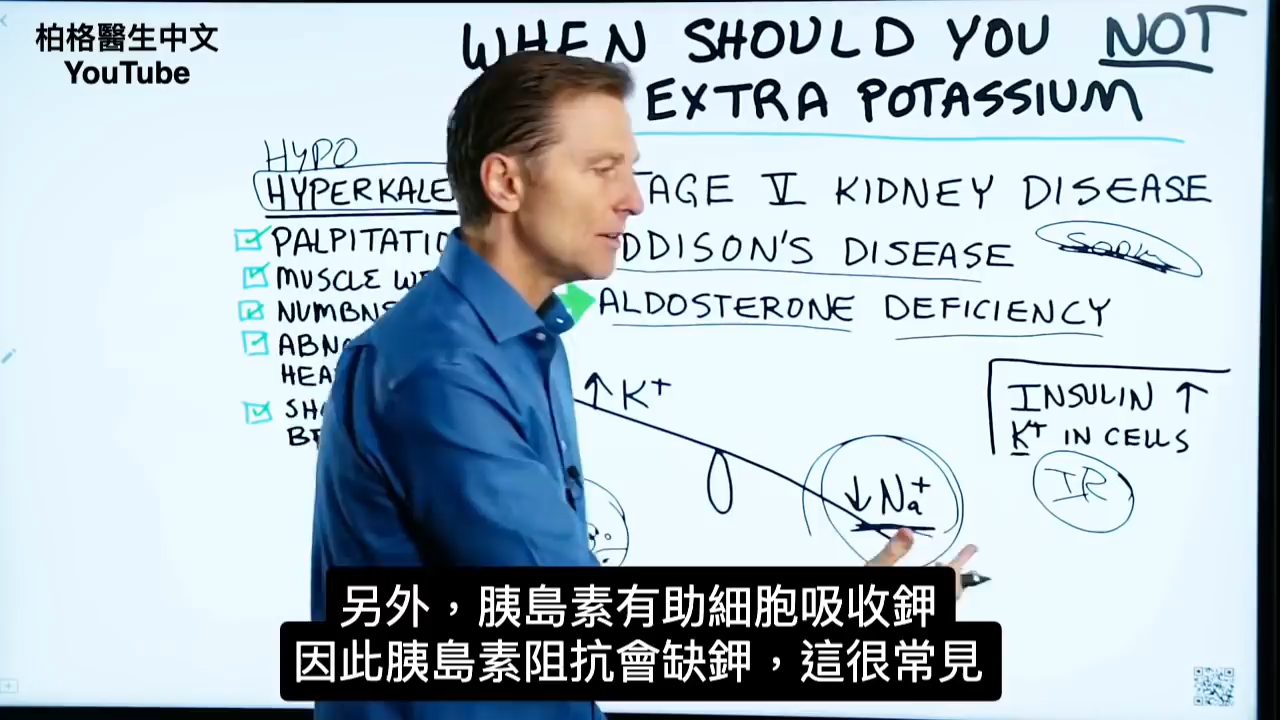 柏格醫生中文
YouTube
WHEN SHOULD YOU NOT
EXTRA POTASSIUM
HYPO
HYPERKALE
PALPITATIO
MUSCLE WE
NUMBNE
ABN
HEA
SH
BR
TAGE V KIDNEY DISEASE
DDISON'S DISEASE
ALDOSTERONE DEFICIENCY
↑ K+
↓ Na+
INSULIN ↑
K+ IN CELLS
IR
另外，胰島素有助細胞吸收鉀
因此胰島素阻抗會缺鉀，這很常見